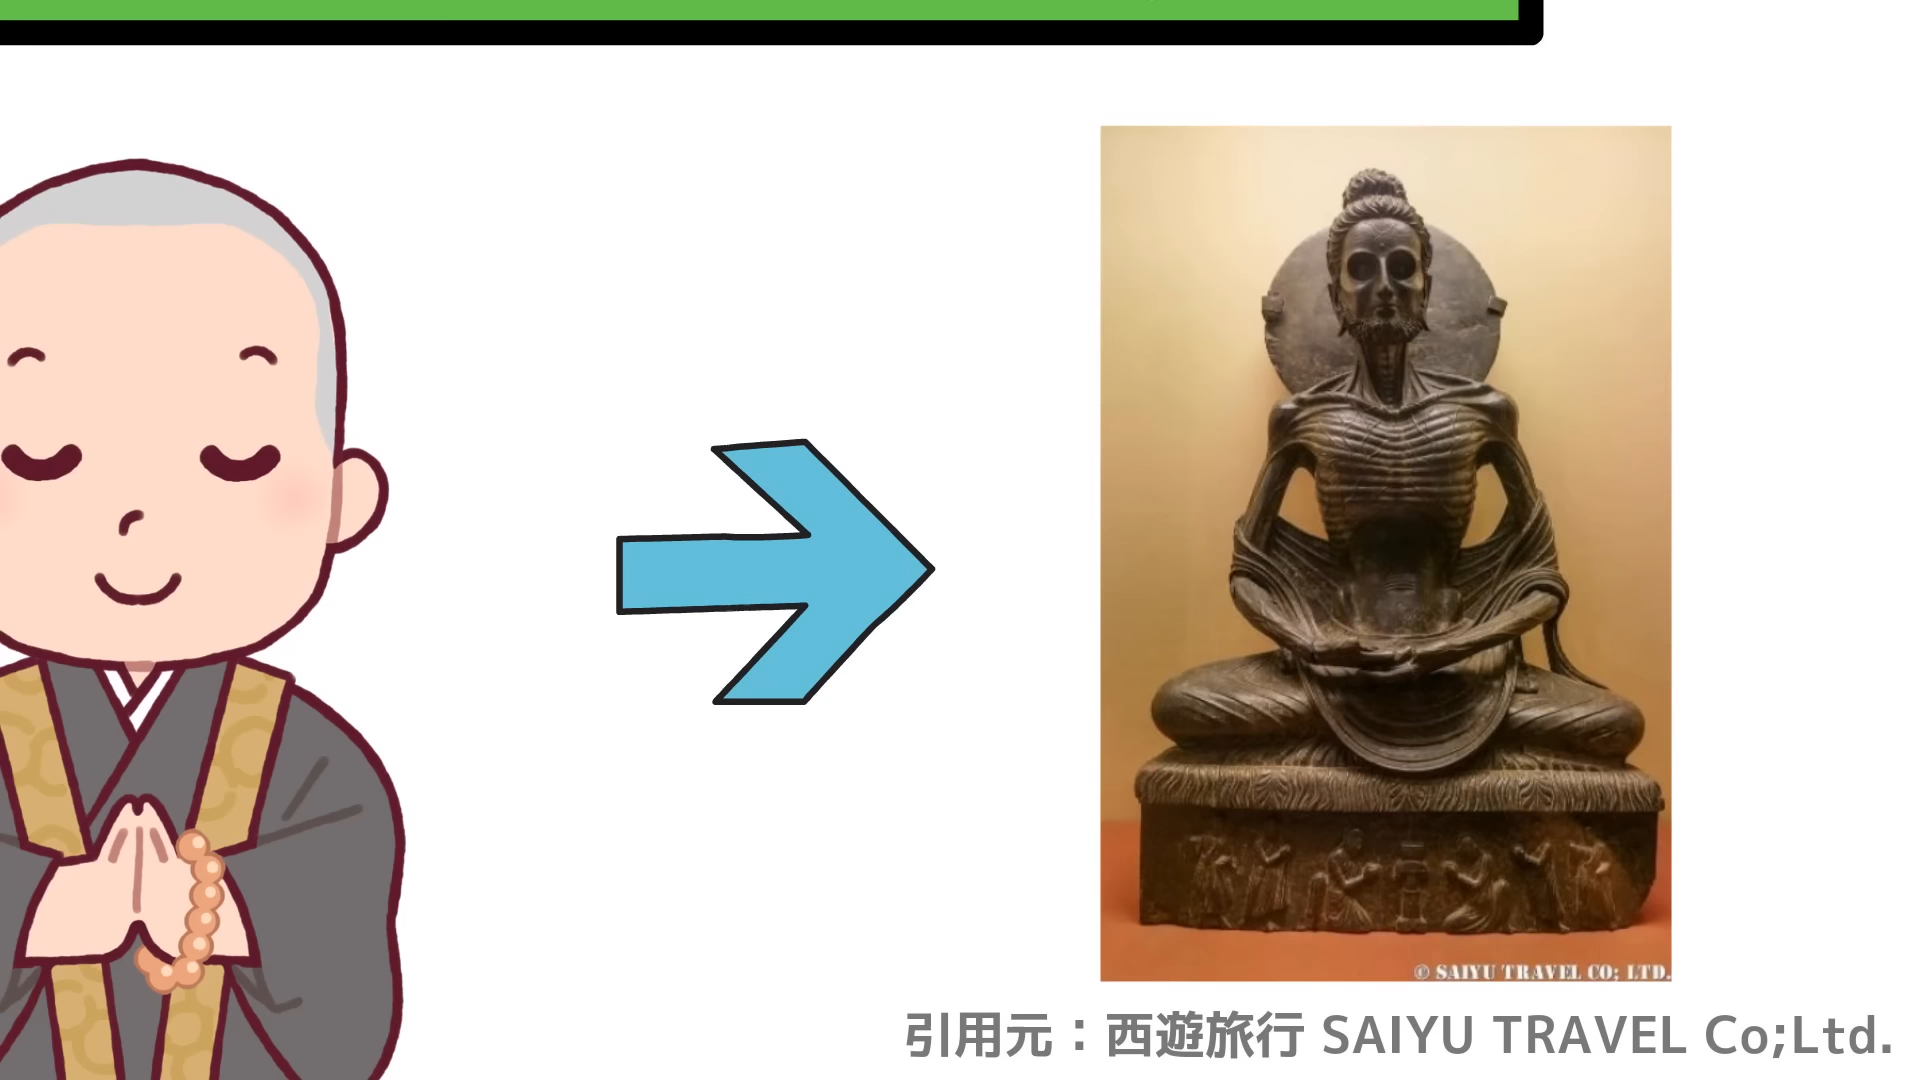 © SAIYU TRAVEL CO; LTD.
引用元：西遊旅行 SAIYU TRAVEL Co;Ltd.